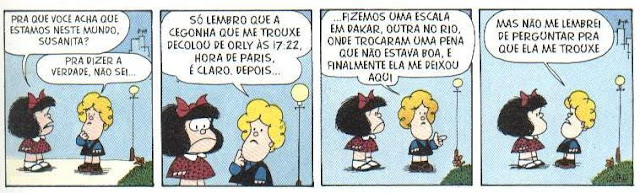 PRA QUE VOCÊ ACHA QUE
ESTAMOS NESTE MUNDO,
SUSANITA?
PRA DIZER A
VERDADE, NÃO SEI...
SÓ LEMBRO QUE A
CEGONHA QUE ME TROUXE
DECOLOU DE ORLY ÀS 17:22,
HORA DE PARIS,
É CLARO. DEPOIS...
...FIZEMOS UMA ESCALA
EM DAKAR, OUTRA NO RIO,
ONDE TROCARAM UMA PENA
QUE NÃO ESTAVA BOA, E
FINALMENTE ELA ME DEIXOU
AQUI
MAS NÃO ME LEMBREI
DE PERGUNTAR PRA
QUE ELA ME TROUXE